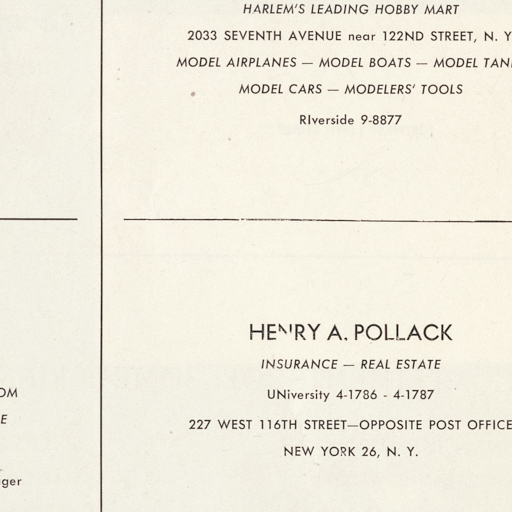 HARLEM'S LEADING HOBBY MART
2033 SEVENTH AVENUE near 122ND STREET, N. Y
MODEL AIRPLANES — MODEL BOATS — MODEL TAN
MODEL CARS — MODELERS' TOOLS
RIverside 9-8877
HENRY A. POLLACK
INSURANCE — REAL ESTATE
UNiversity 4-1786 - 4-1787
227 WEST 116TH STREET—OPPOSITE POST OFFICE
NEW YORK 26, N. Y.
OM
E
ger